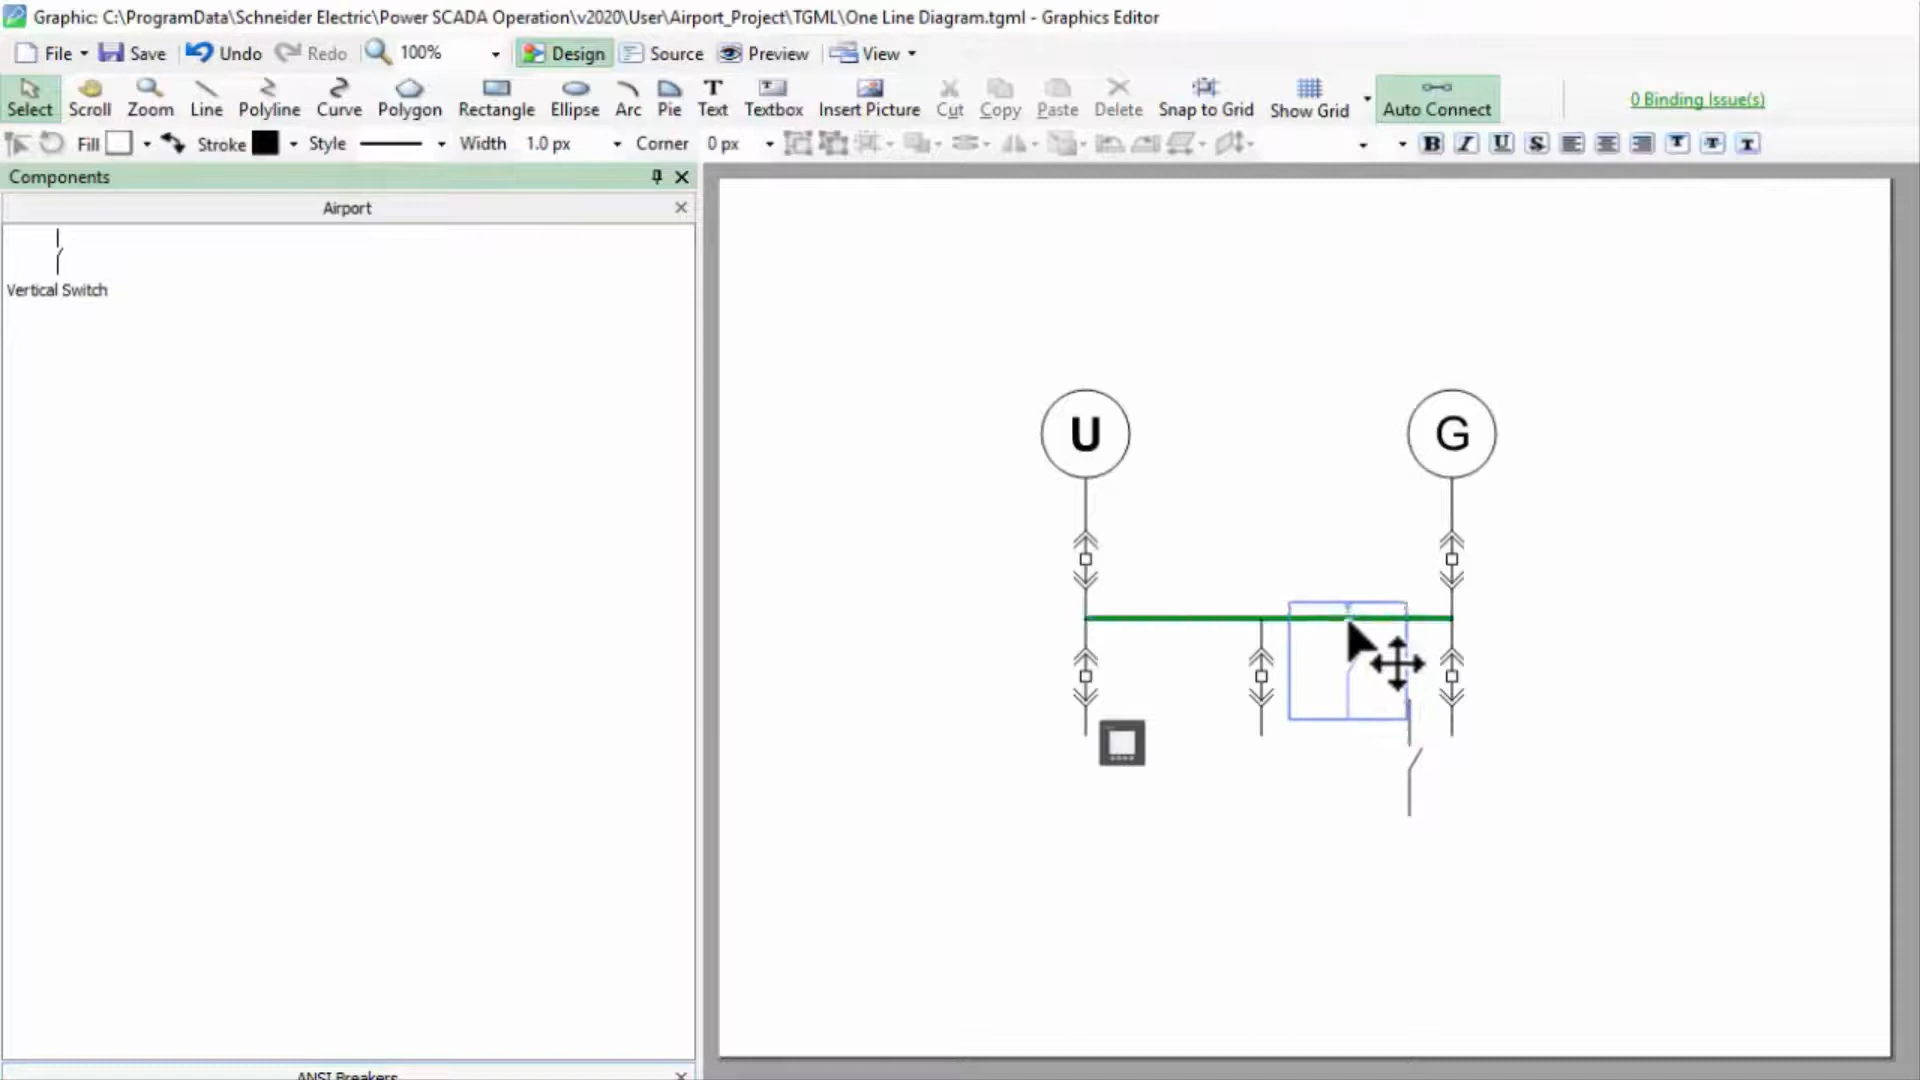 Graphic: C:\ProgramData\Schneider Electric\Power SCADA Operation\v2020\User\Airport_Project\TGML\One Line Diagram.tgml - Graphics Editor
File Save Undo Redo 100% Design Source Preview View
Select Scroll Zoom Line Polyline Curve Polygon Rectangle Ellipse Arc Pie Text Textbox Insert Picture Cut Copy Paste Delete Snap to Grid Show Grid Auto Connect 0 Binding Issue(s)
Fill Stroke Style Width 1.0 px Corner 0 px B I U S T T T
Components
Airport
Vertical Switch
U G
ANSI Breakers